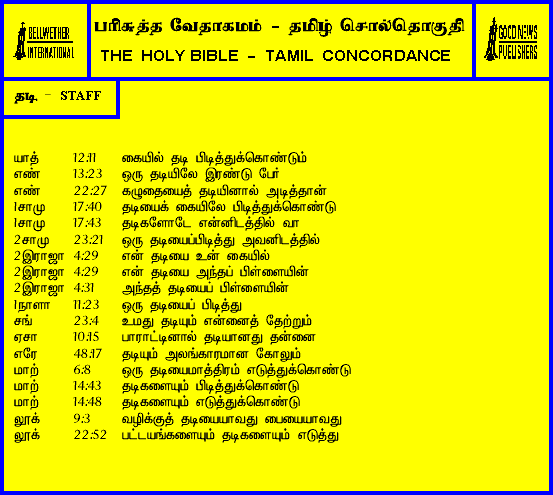 BELLWETHER INTERNATIONAL
பரிசுத்த வேதாகமம் - தமிழ் சொல்தொகுதி
THE HOLY BIBLE - TAMIL CONCORDANCE
GOOD NEWS PUBLISHERS
தடி. - STAFF
யாத் 12:11 கையில் தடி பிடித்துக்கொண்டும்
எண் 13:23 ஒரு தடியிலே இரண்டு பேர்
எண் 22:27 கழுதையைத் தடியினால் அடித்தான்
1சாமு 17:40 தடியைக் கையிலே பிடித்துக்கொண்டு
1சாமு 17:43 தடிகளோடே என்னிடத்தில் வா
2சாமு 23:21 ஒரு தடியைப்பிடித்து அவனிடத்தில்
2இராஜா 4:29 என் தடியை உன் கையில்
2இராஜா 4:29 என் தடியை அந்தப் பிள்ளையின்
2இராஜா 4:31 அந்தத் தடியைப் பிள்ளையின்
1நாளா 11:23 ஒரு தடியைப் பிடித்து
சங் 23:4 உமது தடியும் என்னைத் தேற்றும்
ஏசா 10:15 பாராட்டினால் தடியானது தன்னை
எரே 48:17 தடியும் அலங்காரமான கோலும்
மாற் 6:8 ஒரு தடியைமாத்திரம் எடுத்துக்கொண்டு
மாற் 14:43 தடிகளையும் பிடித்துக்கொண்டு
மாற் 14:48 தடிகளையும் எடுத்துக்கொண்டு
லூக் 9:3 வழிக்குத் தடியையாவது பையையாவது
லூக் 22:52 பட்டயங்களையும் தடிகளையும் எடுத்து